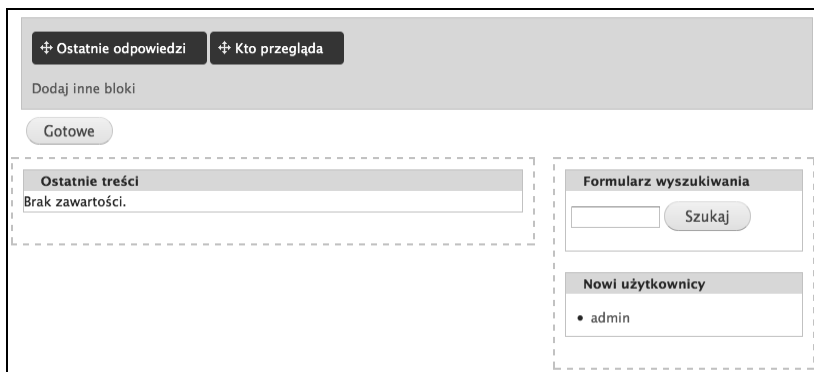 Ostatnie odpowiedzi
Kto przegląda
Dodaj inne bloki
Gotowe
Ostatnie treści
Brak zawartości.
Formularz wyszukiwania
Szukaj
Nowi użytkownicy
• admin